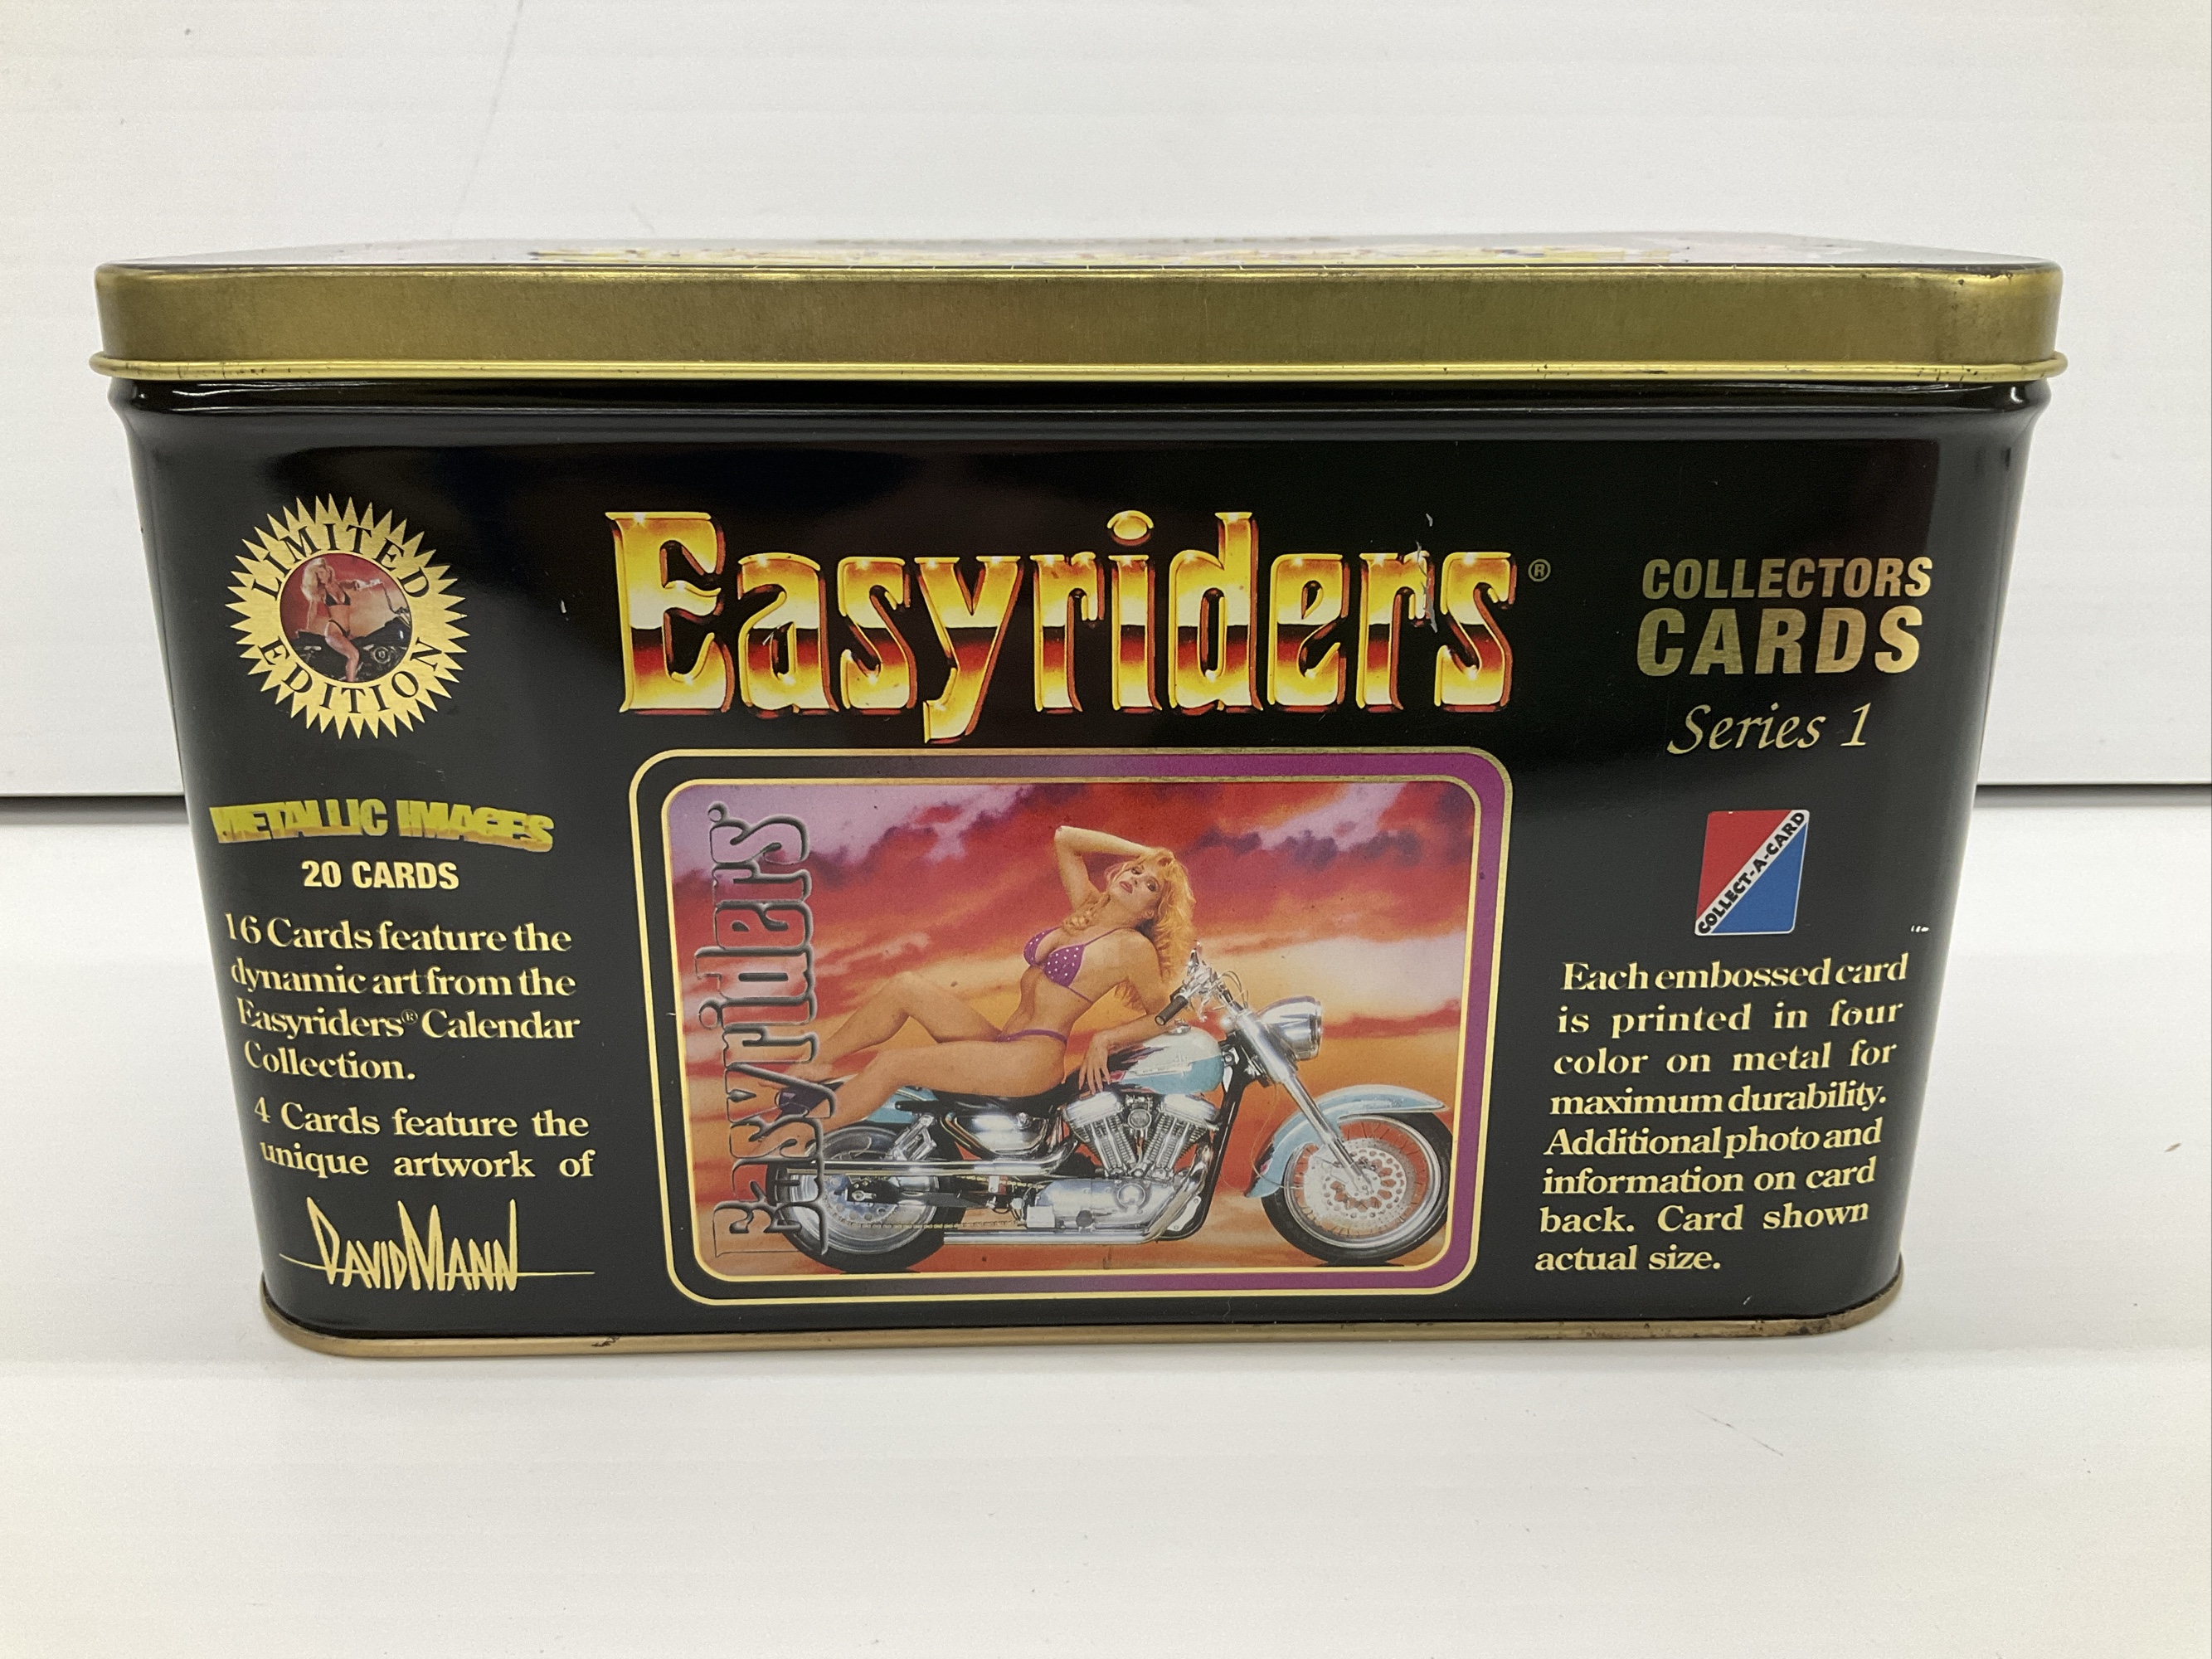 LIMITED
EDITION
Easyriders®
COLLECTORS
CARDS
Series 1
METALLIC IMAGES
20 CARDS
16 Cards feature the
dynamic art from the
Easyriders® Calendar
Collection.
4 Cards feature the
unique artwork of
DAVID MANN
Easyriders®
COLLECT-A-CARD
Each embossed card
is printed in four
color on metal for
maximum durability.
Additional photo and
information on card
back. Card shown
actual size.